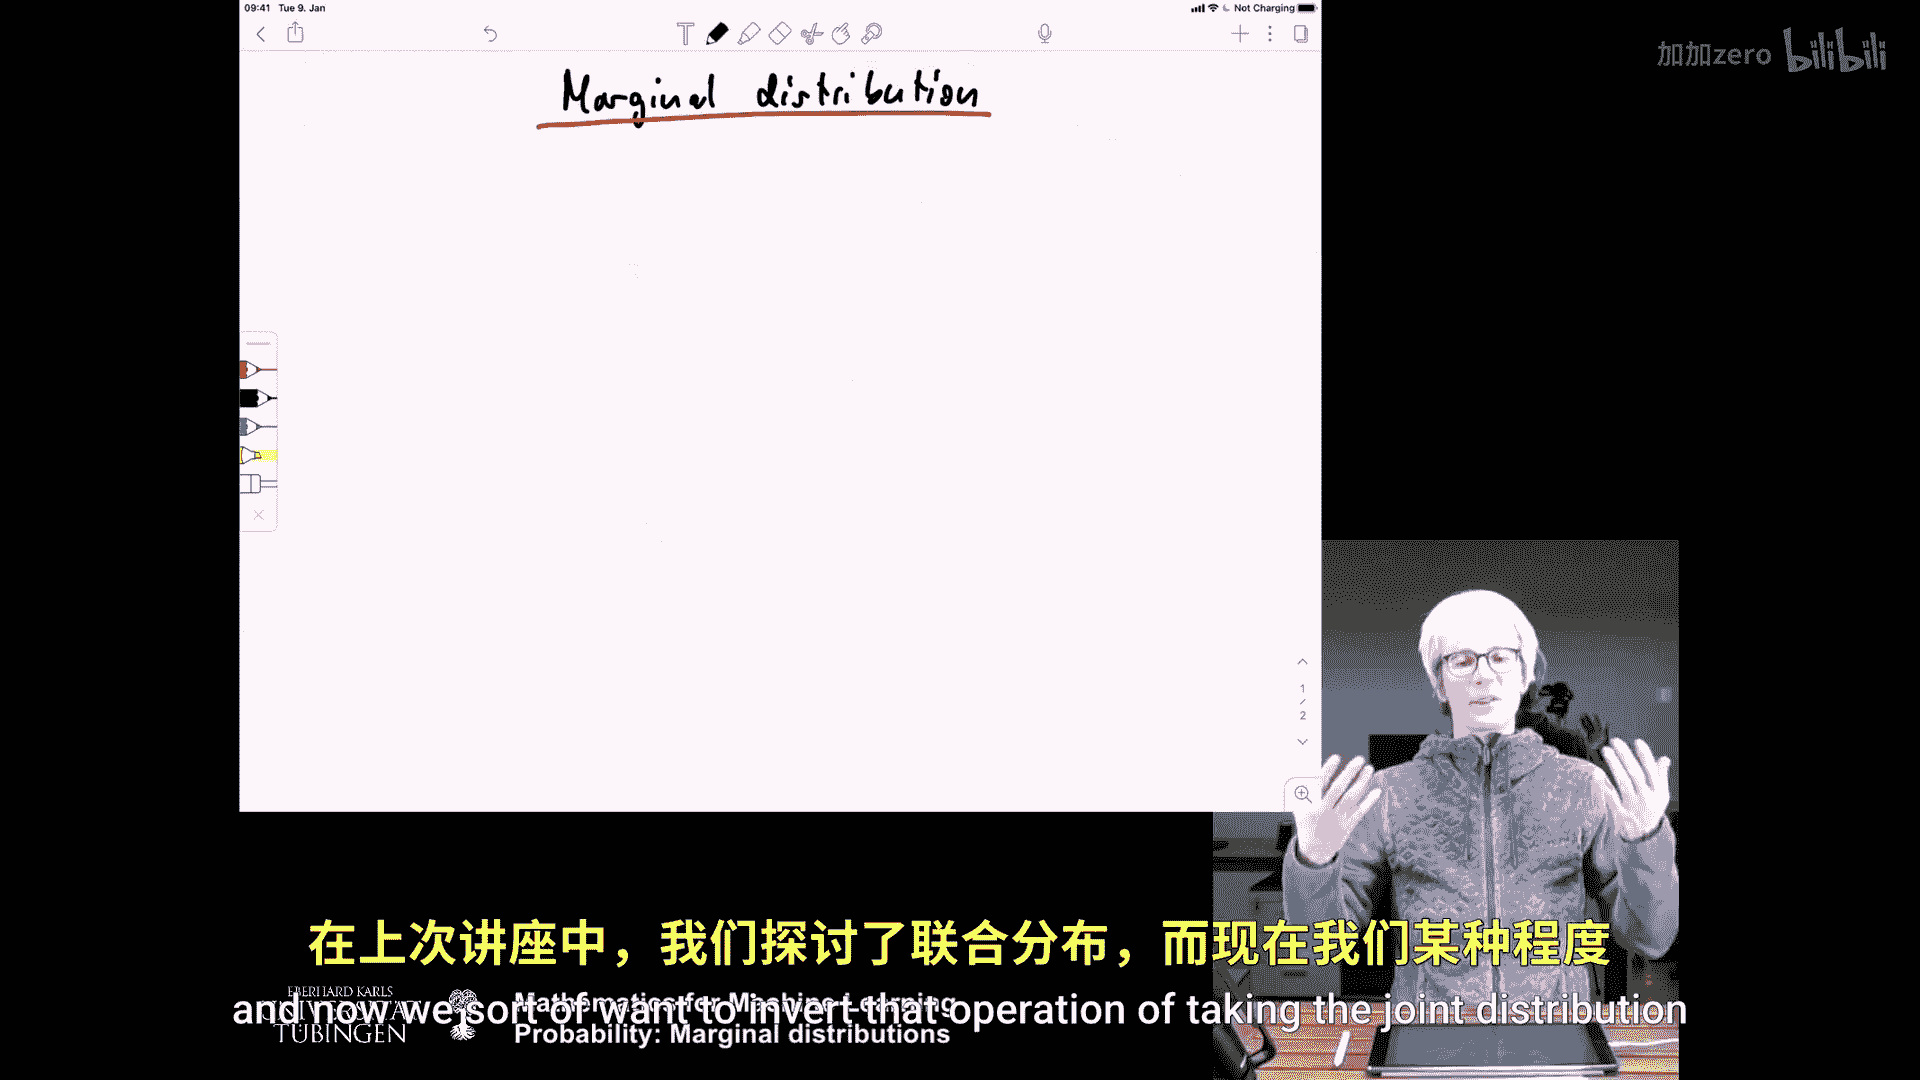 09:41 Tue 9. Jan
Not Charging
加加zero bilibili
Marginal distribution
1
/
2
在上次讲座中，我们探讨了联合分布，而现在我们某种程度
and now we sort of want to invert that operation of taking the joint distribution
EBERHARD KARLS
TÜBINGEN
Mathematics for Machine Learning
Probability: Marginal distributions